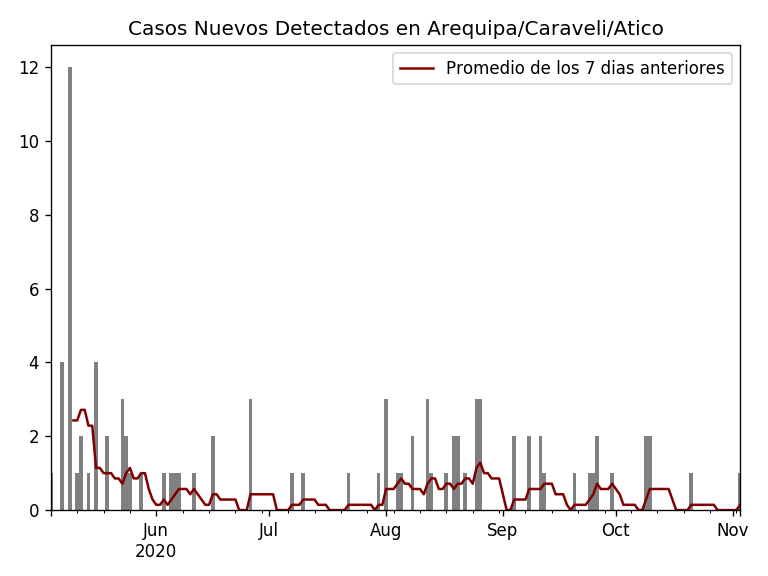 Casos Nuevos Detectados en Arequipa/Caraveli/Atico
Promedio de los 7 dias anteriores
12
10
8
6
4
2
0
Jun Jul Aug Sep Oct Nov
2020